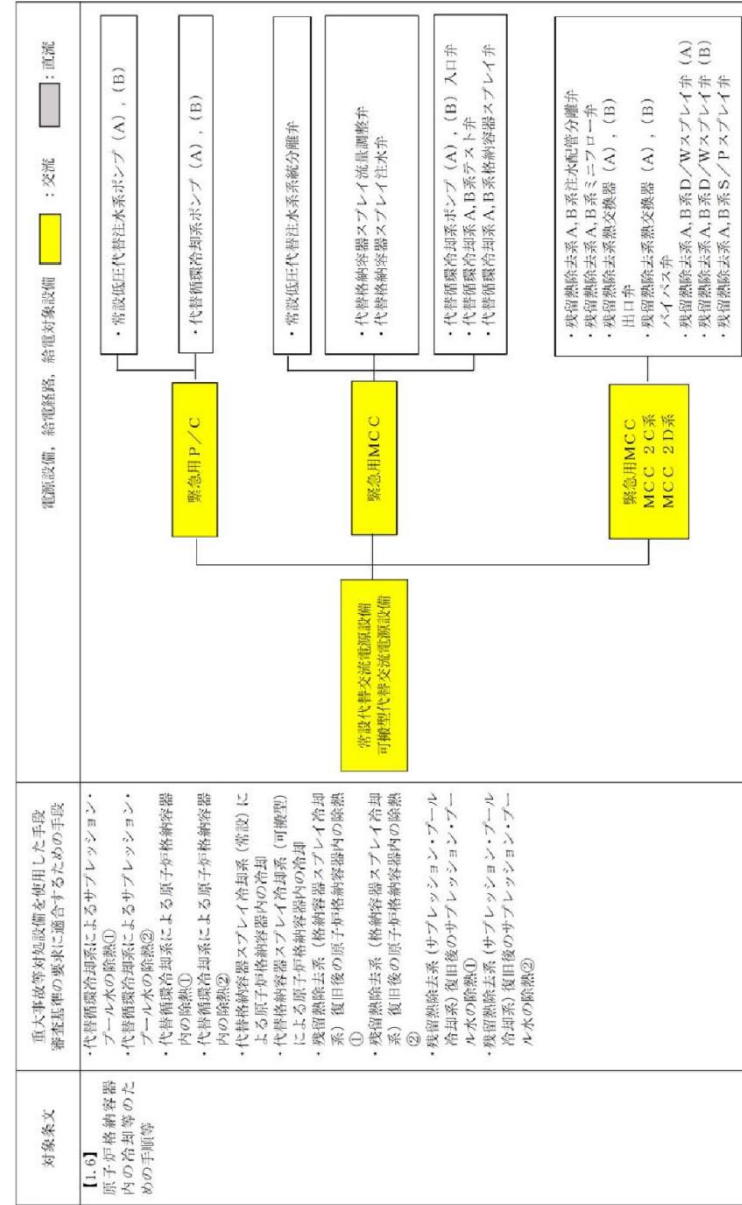 対象条文
重大事故等対処設備を使用した手段
審査基準の要求に適合するための手段
電源設備，給電経路，給電対象設備
：交流
：直流
【1.6】
原子炉格納容器
内の冷却等のた
めの手順等
・代替循環冷却系によるサプレッション・
プール水の除熱①
・代替循環冷却系によるサプレッション・
プール水の除熱②
・代替循環冷却系による原子炉格納容器
内の除熱①
・代替循環冷却系による原子炉格納容器
内の除熱②
・代替格納容器スプレイ冷却系（常設）に
よる原子炉格納容器内の冷却
・代替格納容器スプレイ冷却系（可搬型）
による原子炉格納容器内の冷却
・残留熱除去系（格納容器スプレイ冷却
系）復旧後の原子炉格納容器内の除熱
①
・残留熱除去系（格納容器スプレイ冷却
系）復旧後の原子炉格納容器内の除熱
②
・残留熱除去系（サプレッション・プール
冷却系）復旧後のサプレッション・プー
ル水の除熱①
・残留熱除去系（サプレッション・プール
冷却系）復旧後のサプレッション・プー
ル水の除熱②
常設代替交流電源設備
可搬型代替交流電源設備
緊急用Ｐ／Ｃ
・常設低圧代替注水系ポンプ（Ａ），（Ｂ）
・代替循環冷却系ポンプ（Ａ），（Ｂ）
緊急用ＭＣＣ
・常設低圧代替注水系系統分離弁
・代替格納容器スプレイ流量調整弁
・代替格納容器スプレイ注水弁
・代替循環冷却系ポンプ（Ａ），（Ｂ）入口弁
・代替循環冷却系Ａ,Ｂ系テスト弁
・代替循環冷却系Ａ,Ｂ系格納容器スプレイ弁
緊急用ＭＣＣ
ＭＣＣ ２Ｃ系
ＭＣＣ ２Ｄ系
・残留熱除去系Ａ,Ｂ系注水配管分離弁
・残留熱除去系Ａ,Ｂ系ミニフロー弁
・残留熱除去系熱交換器（Ａ），（Ｂ）
出口弁
・残留熱除去系熱交換器（Ａ），（Ｂ）
バイパス弁
・残留熱除去系Ａ,Ｂ系Ｄ／Ｗスプレイ弁（Ａ）
・残留熱除去系Ａ,Ｂ系Ｄ／Ｗスプレイ弁（Ｂ）
・残留熱除去系Ａ,Ｂ系Ｓ／Ｐスプレイ弁